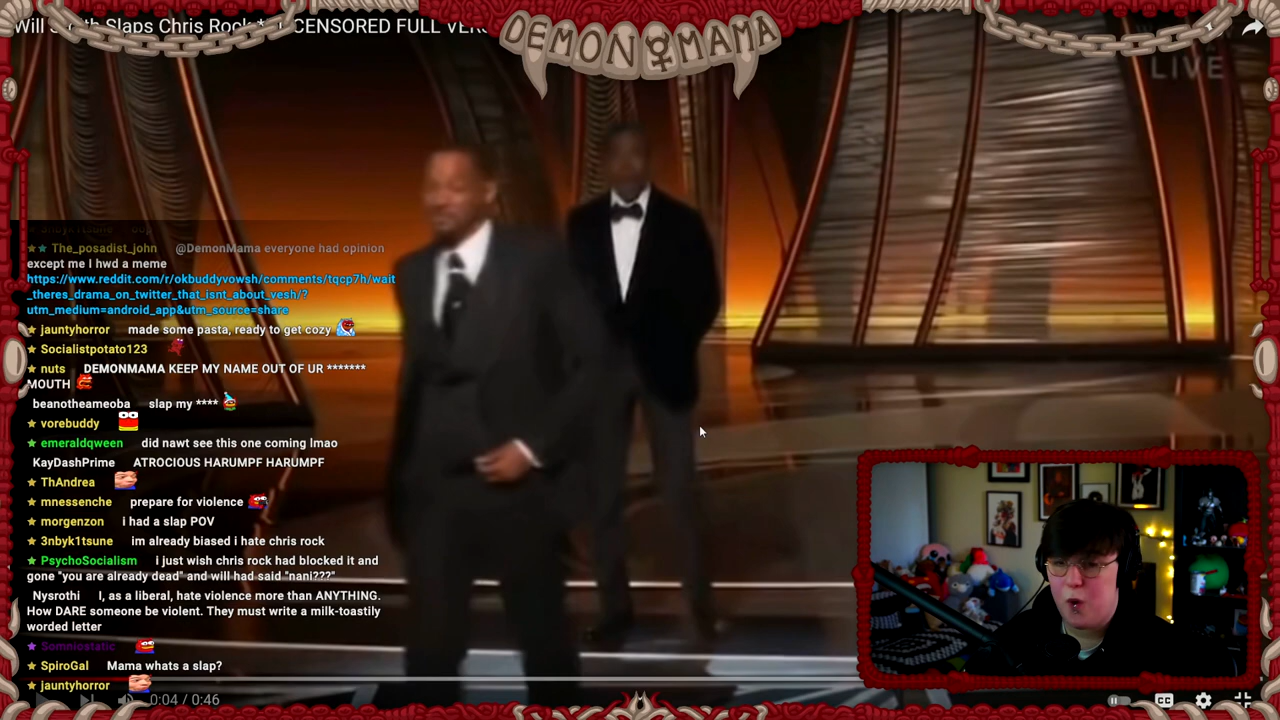 Will Slaps Chris Rock CENSORED FULL
DEMON MAMA
LIVE
The_posadist_john @DemonMama everyone had opinion
except me I hwd a meme
https://www.reddit.com/r/okbuddyvowsh/comments/tqcp7h/wait
_theres_drama_on_twitter_that_isnt_about_vesh/?
utm_medium=android_app&utm_source=share
jauntyhorror made some pasta, ready to get cozy
Socialistpotato123
nuts DEMONMAMA KEEP MY NAME OUT OF UR *******
MOUTH
beanotheameoba slap my ****
vorebuddy
emeraldqween did nawt see this one coming lmao
KayDashPrime ATROCIOUS HARUMPF HARUMPF
ThAndrea
mnessenche prepare for violence
morgenzon i had a slap POV
3nbyk1tsune im already biased i hate chris rock
PsychoSocialism i just wish chris rock had blocked it and
gone "you are already dead" and will had said "nani???"
Nysrothi I, as a liberal, hate violence more than ANYTHING.
How DARE someone be violent. They must write a milk-toastily
worded letter
Somniostatic
SpiroGal Mama whats a slap?
jauntyhorror
0:04 / 0:46
CC